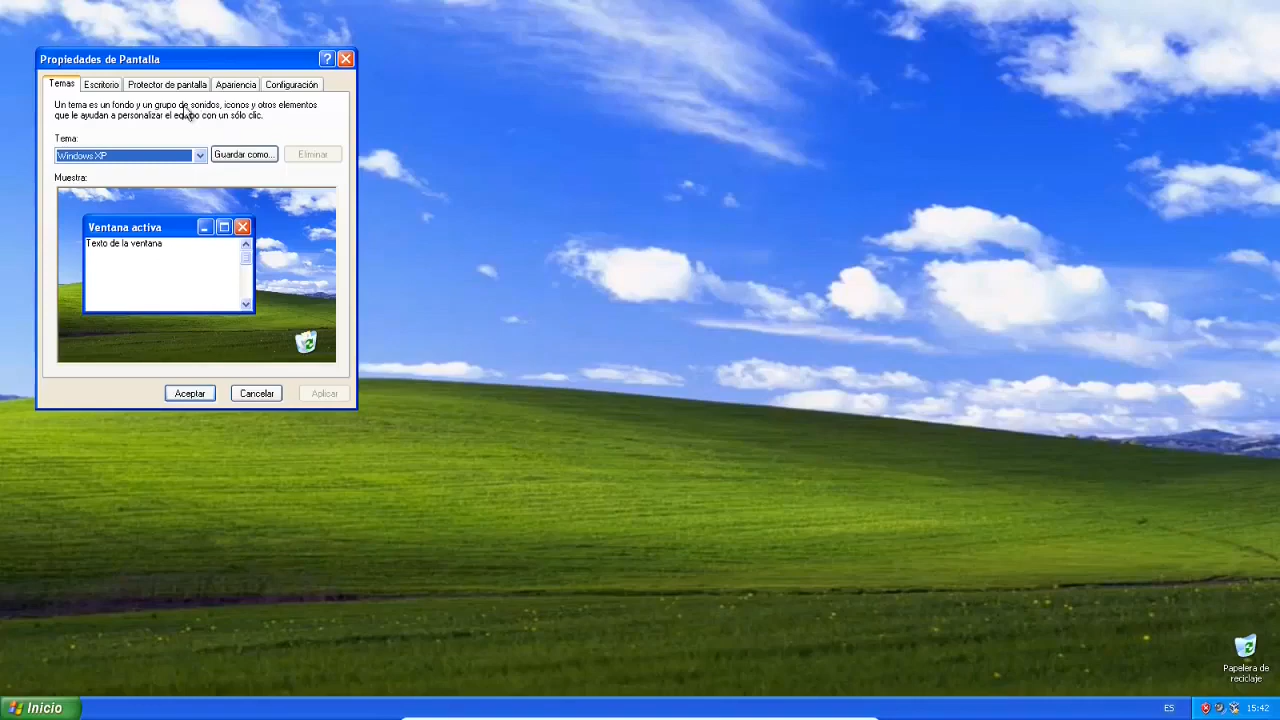 Propiedades de Pantalla
Temas Escritorio Protector de pantalla Apariencia Configuración
Un tema es un fondo y un grupo de sonidos, iconos y otros elementos
que le ayudan a personalizar el equipo con un sólo clic.
Tema:
Windows XP Guardar como... Eliminar
Muestra:
Ventana activa
Texto de la ventana
Aceptar Cancelar Aplicar
Papelera de
reciclaje
Inicio ES 15:42